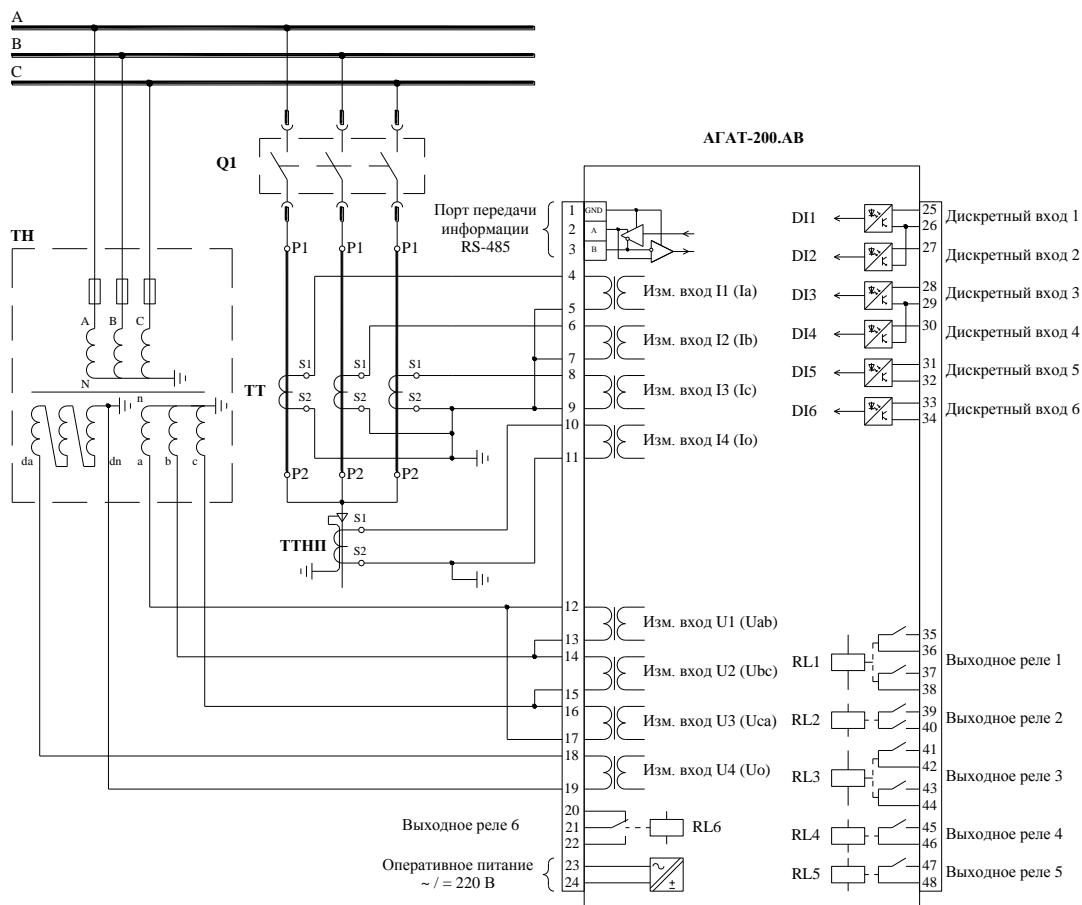 A
B
C
АГАТ-200.АВ
Q1
Порт передачи
информации
RS-485
1
GND
2
A
3
B
ТН
A
B
C
N
n
da
dn
a
b
c
P1
P1
P1
ТТ
S1
S1
S1
S2
S2
S2
P2
P2
P2
ТТНП
S1
S2
4
Изм. вход I1 (Ia)
5
6
Изм. вход I2 (Ib)
7
8
Изм. вход I3 (Ic)
9
10
Изм. вход I4 (Io)
11
12
Изм. вход U1 (Uab)
13
14
Изм. вход U2 (Ubc)
15
16
Изм. вход U3 (Uca)
17
18
Изм. вход U4 (Uo)
19
20
Выходное реле 6
21
RL6
22
Оперативное питание
~ / = 220 В
23
24
~
±
DI1
25
26
Дискретный вход 1
DI2
27
Дискретный вход 2
DI3
28
29
Дискретный вход 3
DI4
30
Дискретный вход 4
DI5
31
32
Дискретный вход 5
DI6
33
34
Дискретный вход 6
RL1
35
36
37
38
Выходное реле 1
RL2
39
40
Выходное реле 2
RL3
41
42
43
44
Выходное реле 3
RL4
45
46
Выходное реле 4
RL5
47
48
Выходное реле 5